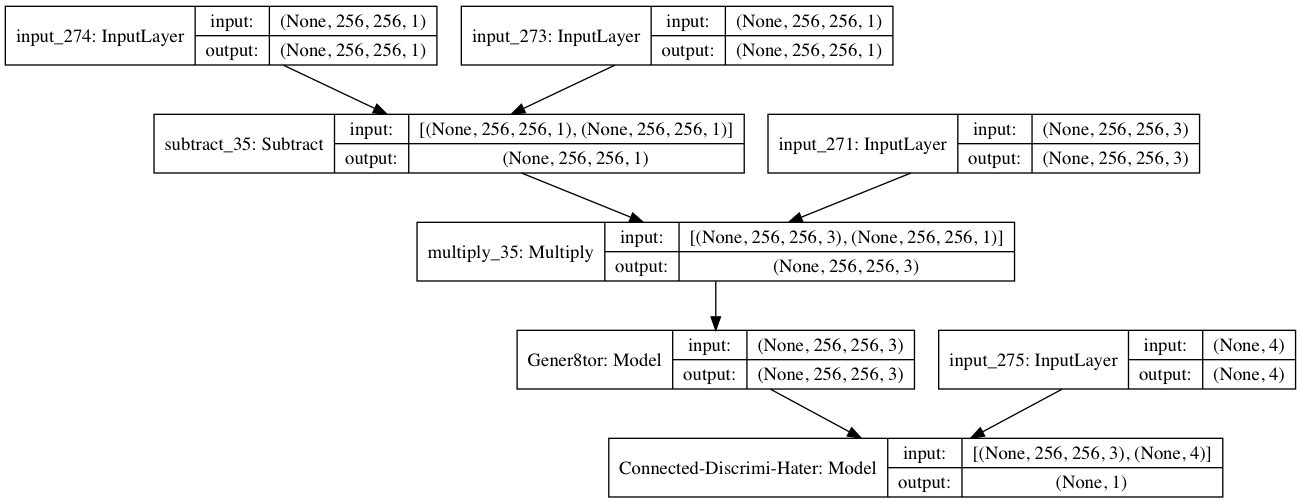 input_274: InputLayer
input:
(None, 256, 256, 1)
output:
(None, 256, 256, 1)
input_273: InputLayer
input:
(None, 256, 256, 1)
output:
(None, 256, 256, 1)
subtract_35: Subtract
input:
[(None, 256, 256, 1), (None, 256, 256, 1)]
output:
(None, 256, 256, 1)
input_271: InputLayer
input:
(None, 256, 256, 3)
output:
(None, 256, 256, 3)
multiply_35: Multiply
input:
[(None, 256, 256, 3), (None, 256, 256, 1)]
output:
(None, 256, 256, 3)
Gener8tor: Model
input:
(None, 256, 256, 3)
output:
(None, 256, 256, 3)
input_275: InputLayer
input:
(None, 4)
output:
(None, 4)
Connected-Discrimi-Hater: Model
input:
[(None, 256, 256, 3), (None, 4)]
output:
(None, 1)